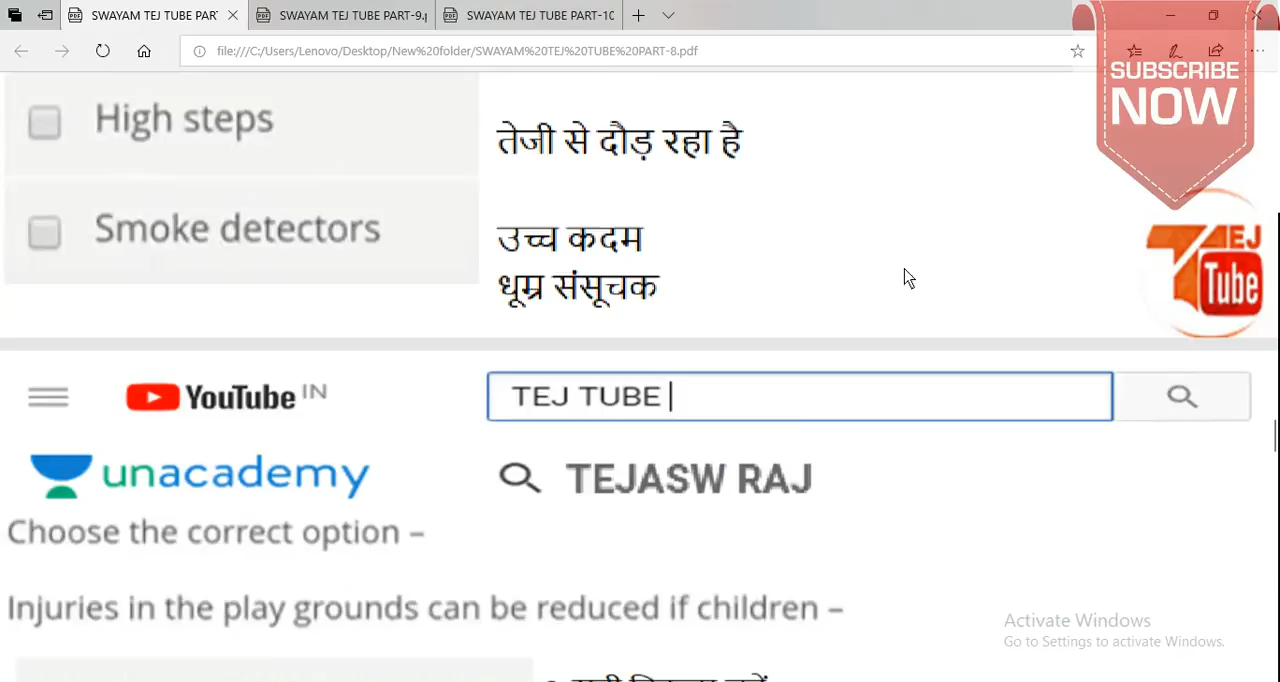 SWAYAM TEJ TUBE PAR
SWAYAM TEJ TUBE PART-9.p
SWAYAM TEJ TUBE PART-10
file:///C:/Users/Lenovo/Desktop/New%20folder/SWAYAM%20TEJ%20TUBE%20PART-8.pdf
SUBSCRIBE
NOW
High steps
तेजी से दौड़ रहा है
Smoke detectors
उच्च कदम
धूम्र संसूचक
TEJ
Tube
YouTube IN
TEJ TUBE
unacademy
TEJASW RAJ
Choose the correct option –
Injuries in the play grounds can be reduced if children –
Activate Windows
Go to Settings to activate Windows.